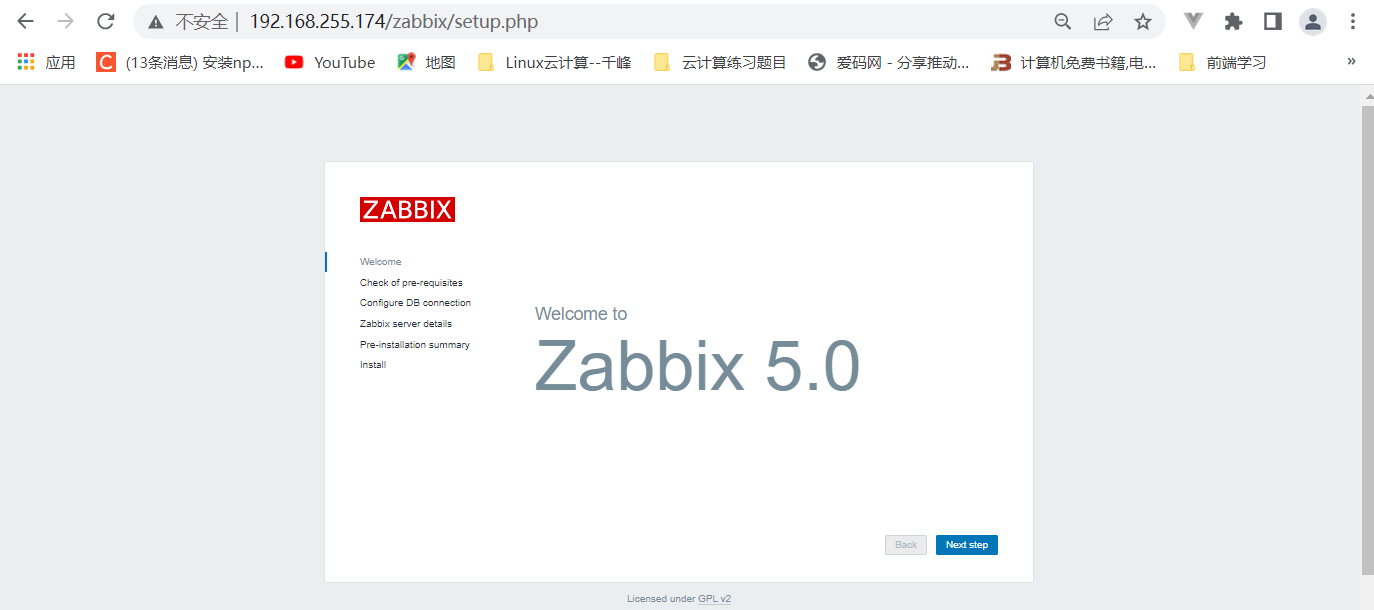 不安全 | 192.168.255.174/zabbix/setup.php
应用 C (13条消息) 安装np... YouTube 地图 Linux云计算--千峰 云计算练习题目 爱码网 - 分享推动... JB 计算机免费书籍,电... 前端学习 »
ZABBIX
Welcome
Check of pre-requisites
Configure DB connection
Zabbix server details
Pre-installation summary
Install
Welcome to
Zabbix 5.0
Back Next step
Licensed under GPL v2